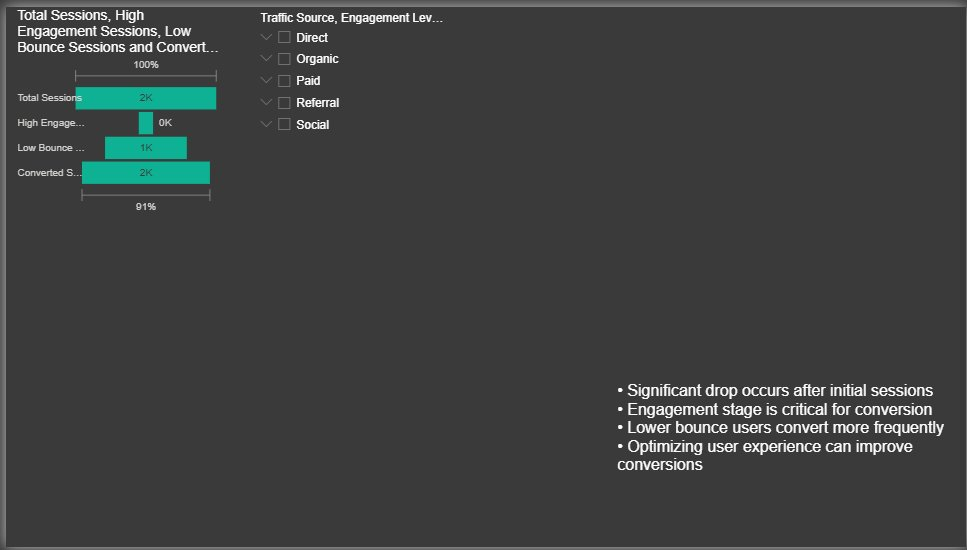 Total Sessions, High
Engagement Sessions, Low
Bounce Sessions and Convert…
100%
Total Sessions
2K
High Engage...
0K
Low Bounce ...
1K
Converted S...
2K
91%
Traffic Source, Engagement Lev…
Direct
Organic
Paid
Referral
Social
• Significant drop occurs after initial sessions
• Engagement stage is critical for conversion
• Lower bounce users convert more frequently
• Optimizing user experience can improve
conversions